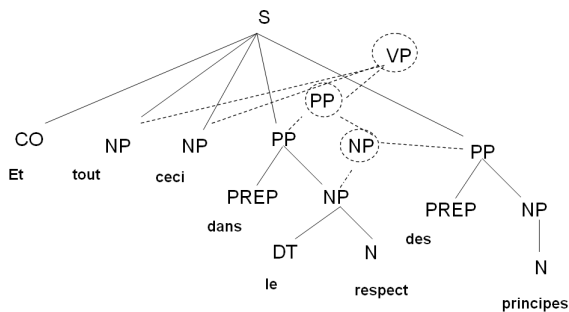 S
VP
PP
CO NP NP PP NP PP
Et tout ceci
PREP NP PREP NP
dans des
DT N N
le respect principes